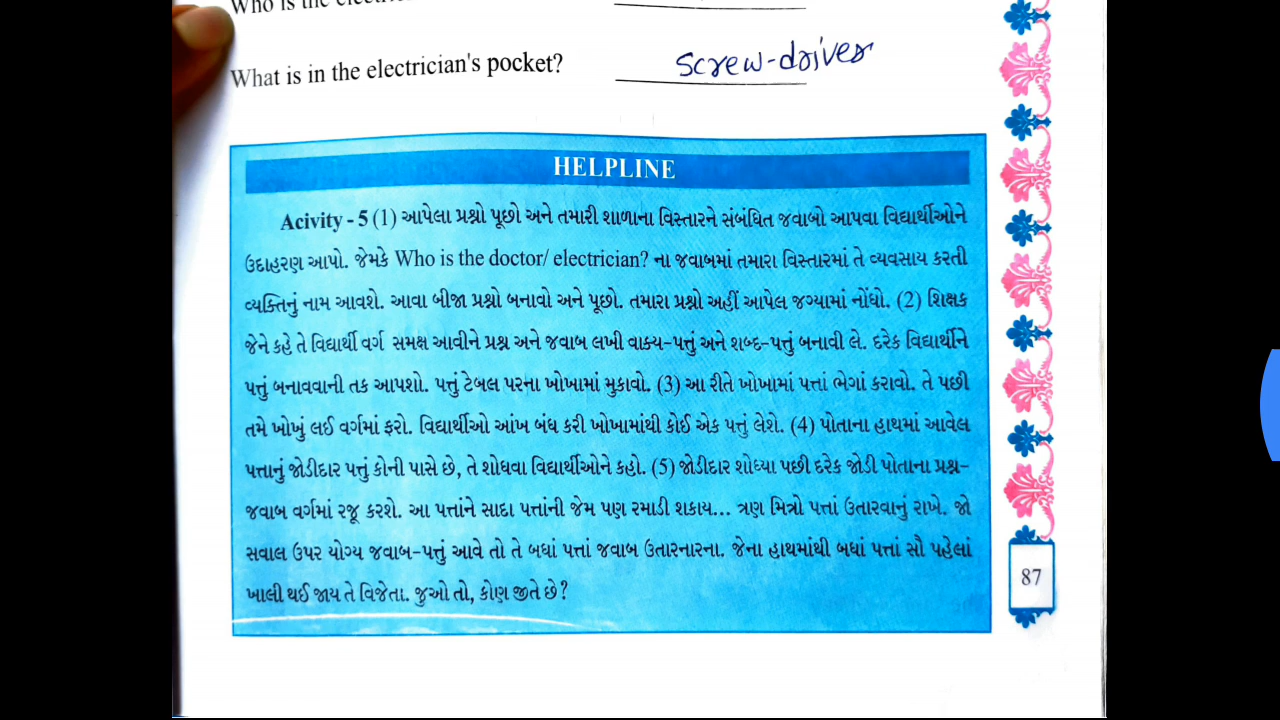 Who is the electric
What is in the electrician's pocket? Screw-driver
HELPLINE
Acivity - 5 (1) આપેલા પ્રશ્નો પૂછો અને તમારી શાળાના વિસ્તારને સંબંધિત જવાબો આપવા વિદ્યાર્થીઓને
ઉદાહરણ આપો. જેમકે Who is the doctor/ electrician? ના જવાબમાં તમારા વિસ્તારમાં તે વ્યવસાય કરતી
વ્યક્તિનું નામ આવશે. આવા બીજા પ્રશ્નો બનાવો અને પૂછો. તમારા પ્રશ્નો અહીં આપેલ જગ્યામાં નોંધો. (2) શિક્ષક
જેને કહે તે વિદ્યાર્થી વર્ગ સમક્ષ આવીને પ્રશ્ન અને જવાબ લખી વાક્ય-પત્તું અને શબ્દ-પત્તું બનાવી લે. દરેક વિદ્યાર્થીને
પત્તું બનાવવાની તક આપશો. પત્તું ટેબલ પરના ખોખામાં મુકાવો. (3) આ રીતે ખોખામાં પત્તાં ભેગાં કરાવો. તે પછી
તમે ખોખું લઈ વર્ગમાં ફરો. વિદ્યાર્થીઓ આંખ બંધ કરી ખોખામાંથી કોઈ એક પત્તું લેશે. (4) પોતાના હાથમાં આવેલ
પત્તાનું જોડીદાર પત્તું કોની પાસે છે, તે શોધવા વિદ્યાર્થીઓને કહો. (5) જોડીદાર શોધ્યા પછી દરેક જોડી પોતાના પ્રશ્ન-
જવાબ વર્ગમાં રજૂ કરશે. આ પત્તાંને સાદા પત્તાંની જેમ પણ રમાડી શકાય... ત્રણ મિત્રો પત્તાં ઉતારવાનું રાખે. જો
સવાલ ઉપર યોગ્ય જવાબ-પત્તું આવે તો તે બધાં પત્તાં જવાબ ઉતારનારના. જેના હાથમાંથી બધાં પત્તાં સૌ પહેલાં
ખાલી થઈ જાય તે વિજેતા. જુઓ તો, કોણ જીતે છે?
87